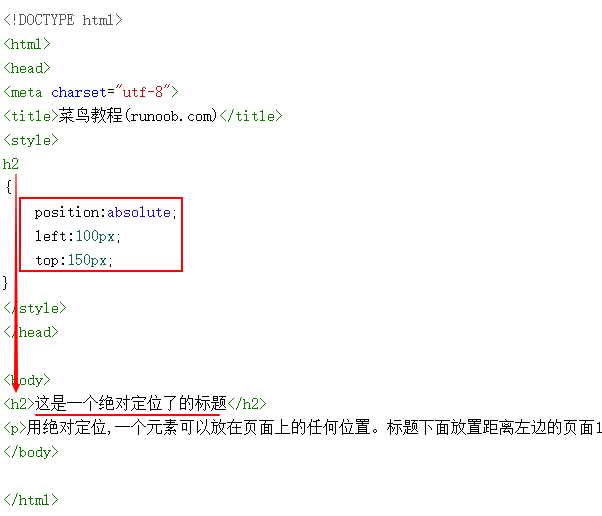 <!DOCTYPE html>
<html>
<head>
<meta charset="utf-8">
<title>菜鸟教程(runoob.com)</title>
<style>
h2
{
position:absolute;
left:100px;
top:150px;
}
</style>
</head>
<body>
<h2>这是一个绝对定位了的标题</h2>
<p>用绝对定位,一个元素可以放在页面上的任何位置。标题下面放置距离左边的页面1
</body>
</html>